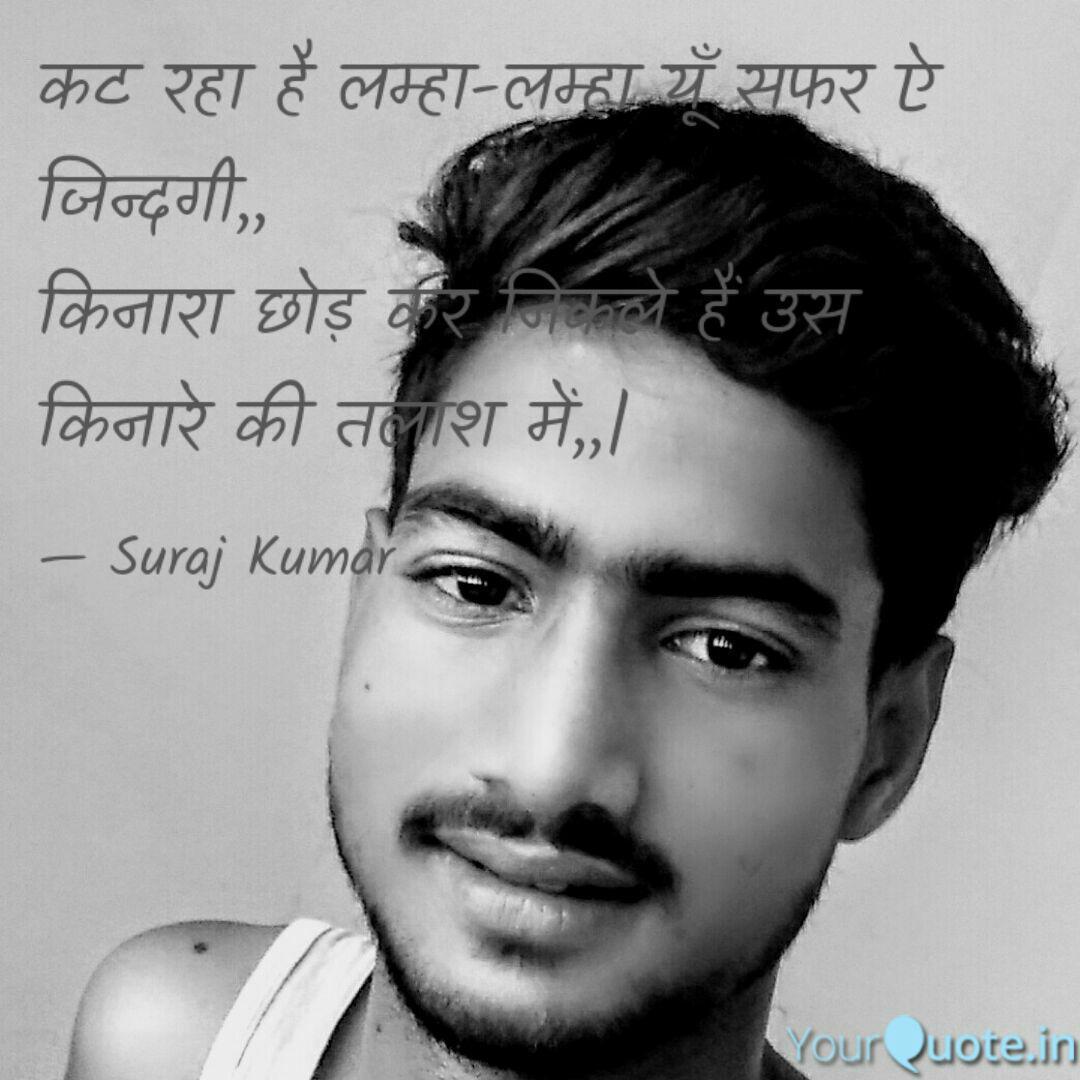 कट रहा है लम्हा-लम्हा यूँ सफर ऐ
जिन्दगी,,
किनारा छोड़ कर निकले हैं उस
किनारे की तलाश में,,|
— Suraj Kumar
YourQuote.in